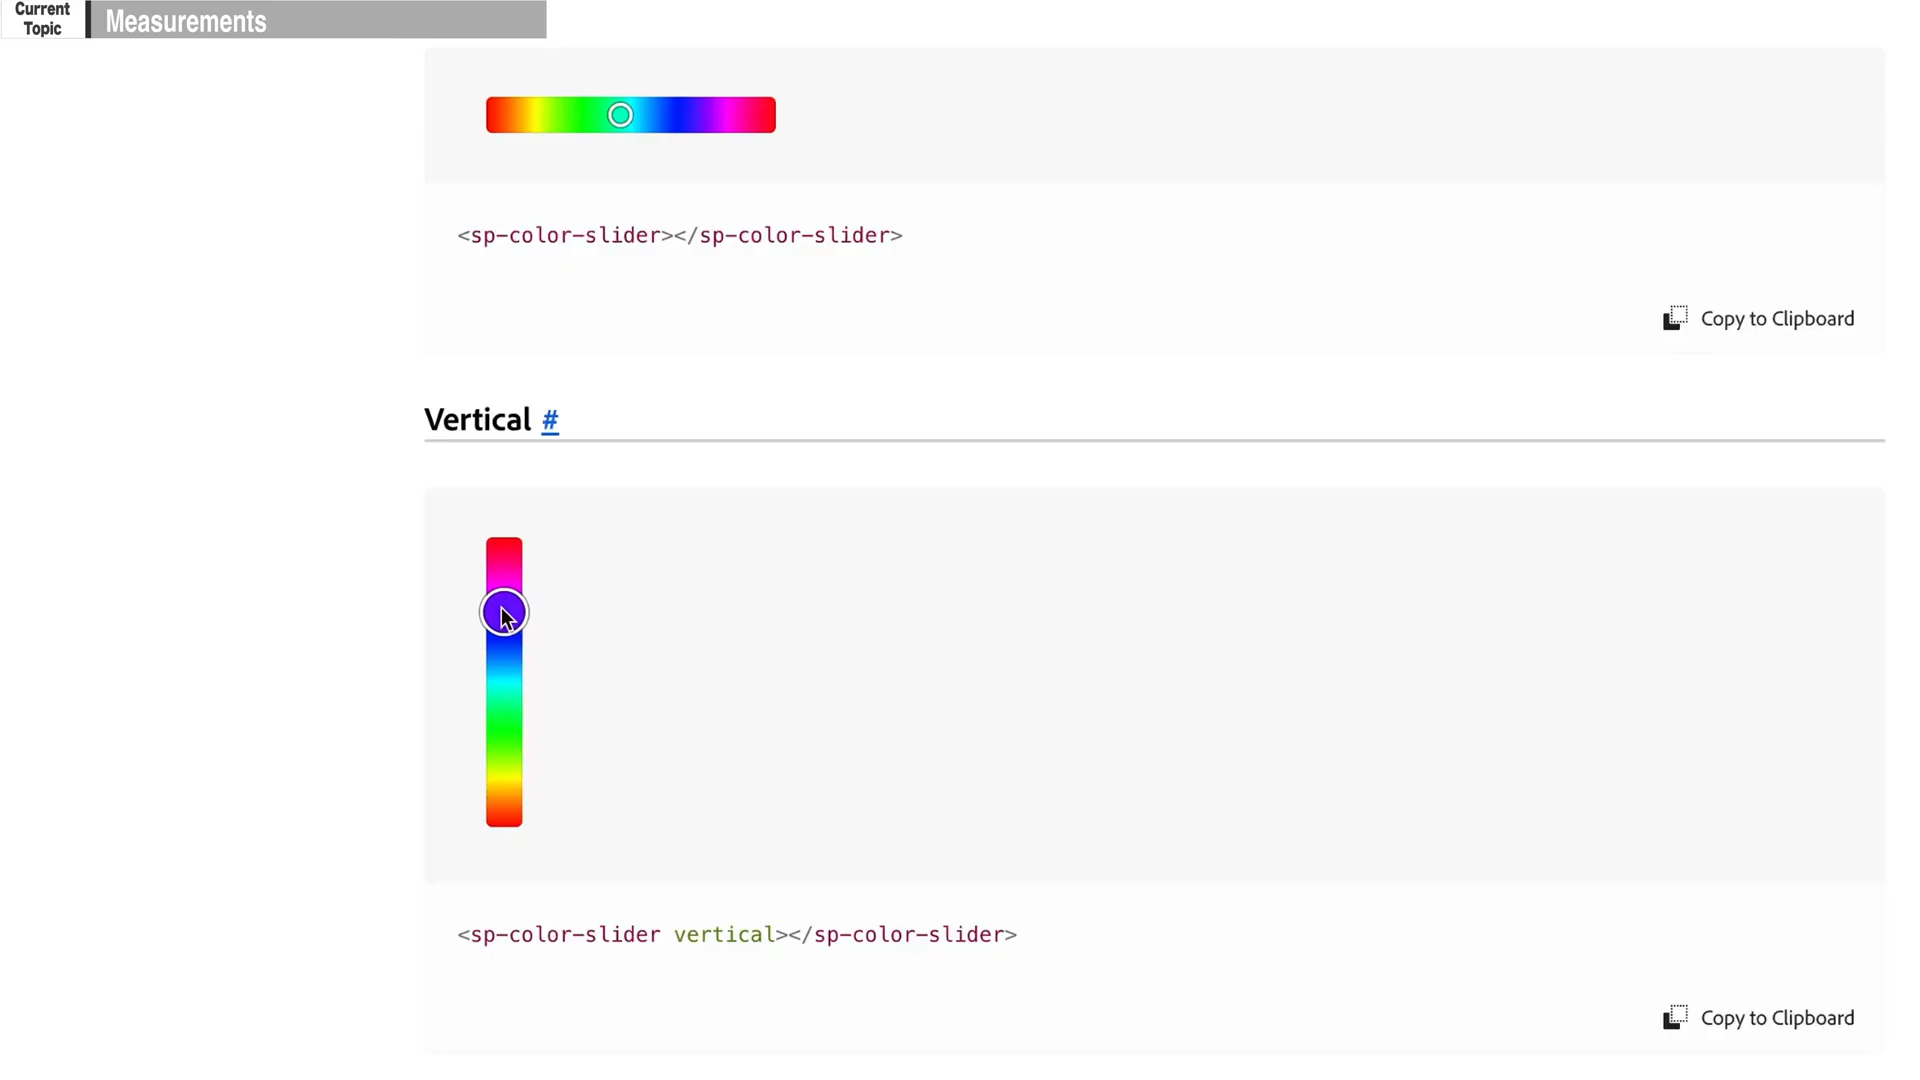 Current
Topic
Measurements
<sp-color-slider></sp-color-slider>
Copy to Clipboard
Vertical #
<sp-color-slider vertical></sp-color-slider>
Copy to Clipboard